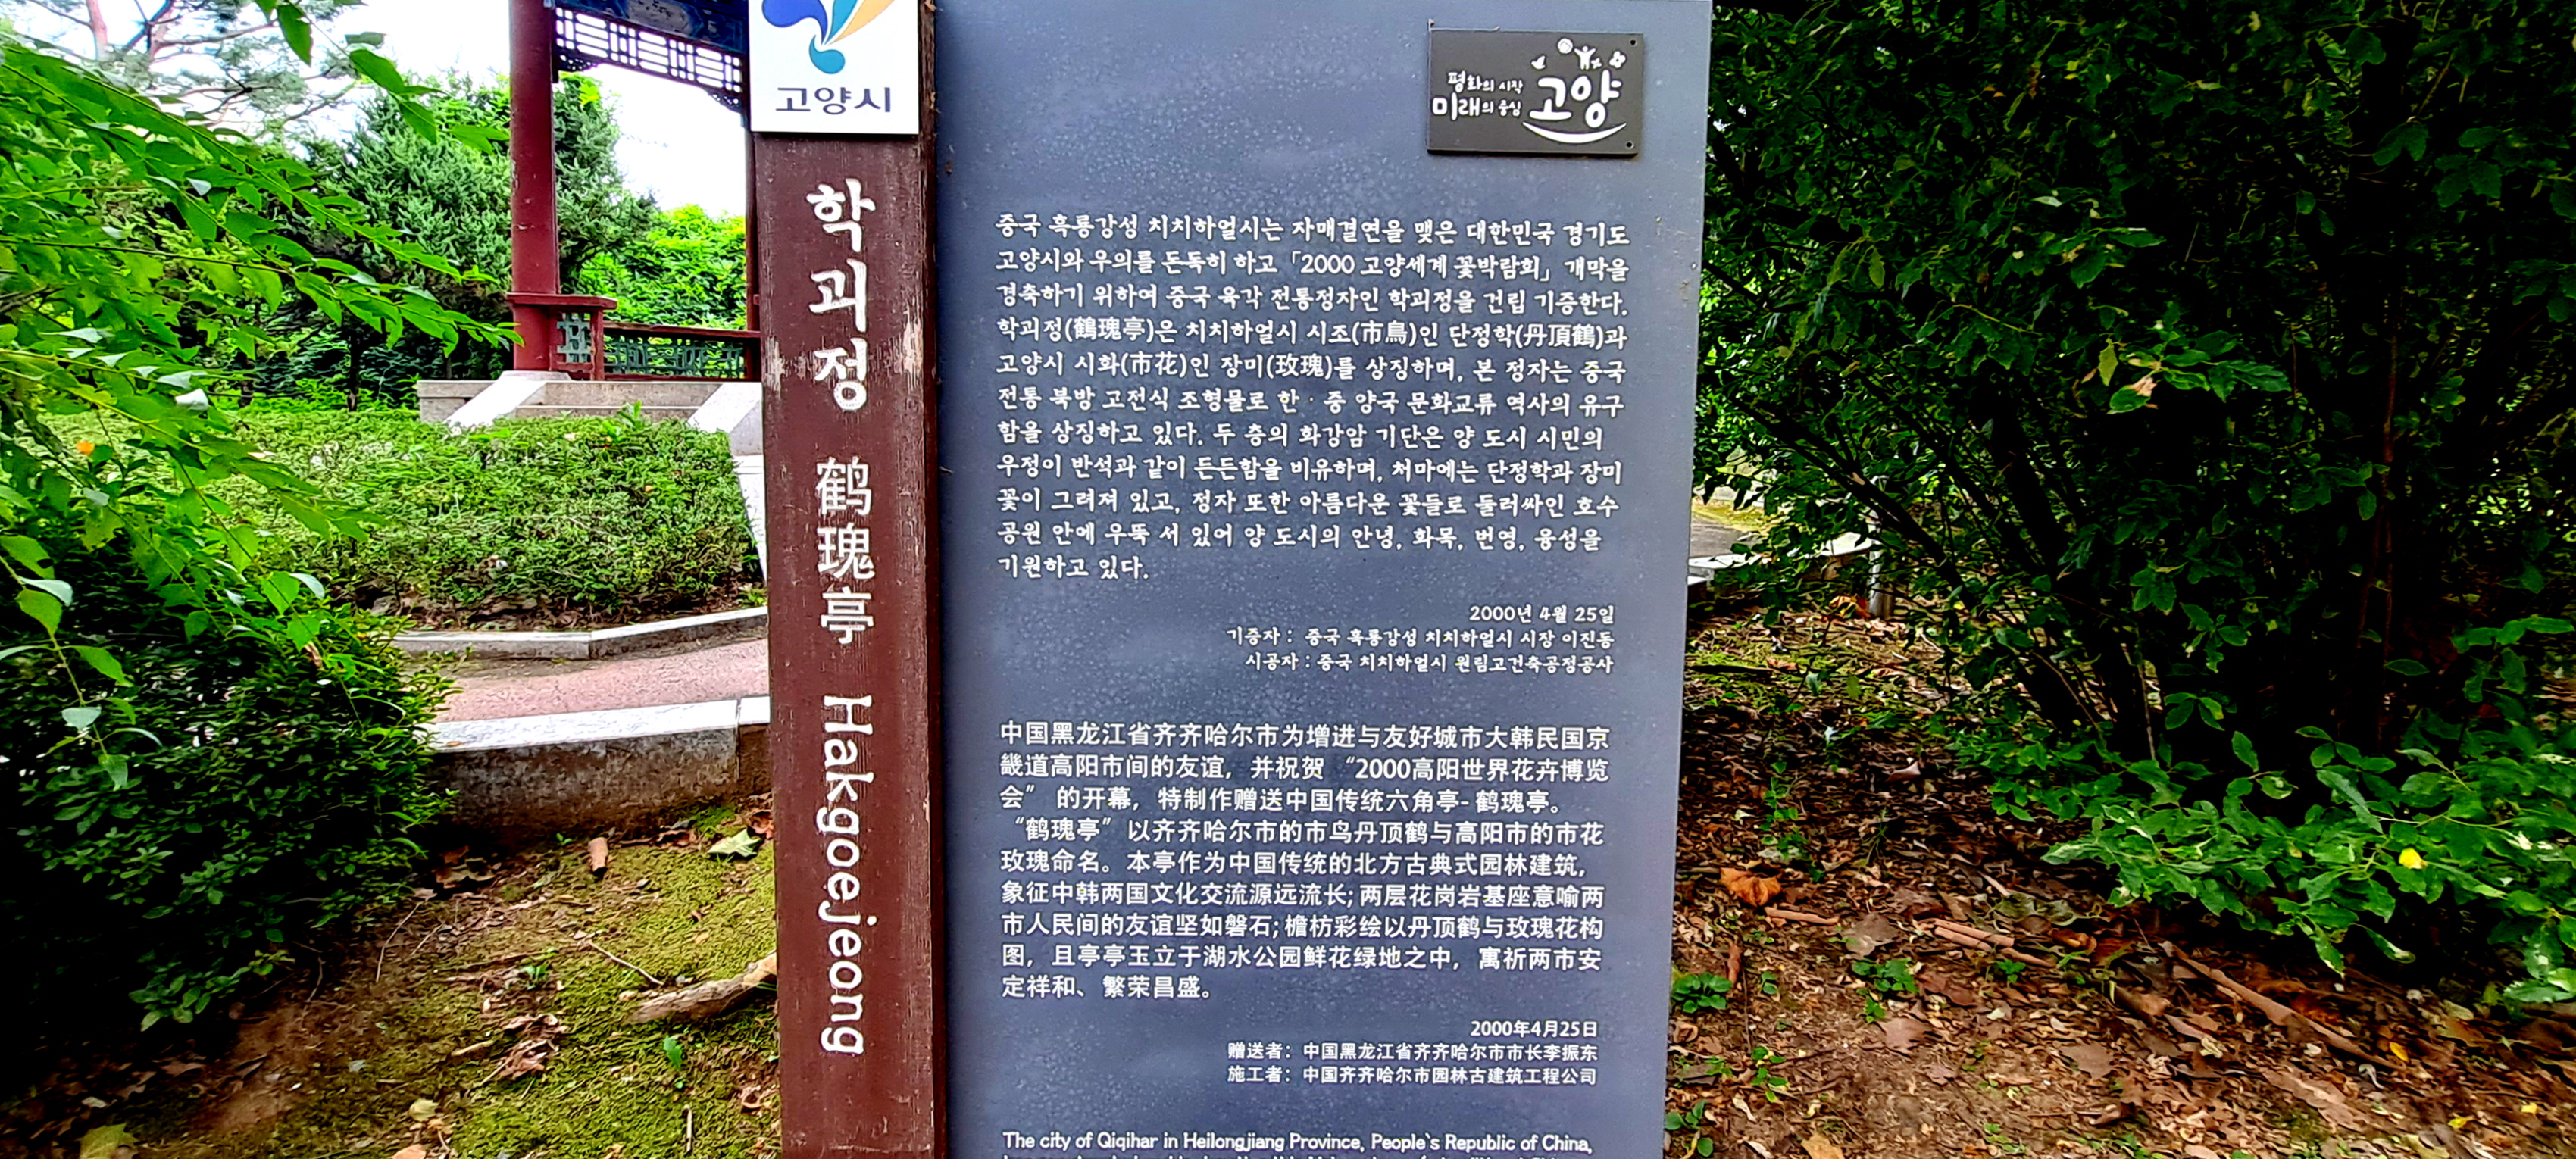 고양시
학괴정 鹤瑰亭 Hakgoejeong
평화의 시작
미래의 중심
고양
중국 흑룡강성 치치하얼시는 자매결연을 맺은 대한민국 경기도
고양시와 우의를 돈독히 하고 「2000 고양세계 꽃박람회」 개막을
경축하기 위하여 중국 육각 전통정자인 학괴정을 건립 기증한다.
학괴정(鶴瑰亭)은 치치하얼시 시조(市鳥)인 단정학(丹頂鶴)과
고양시 시화(市花)인 장미(玫瑰)를 상징하며, 본 정자는 중국
전통 북방 고전식 조형물로 한 · 중 양국 문화교류 역사의 유구
함을 상징하고 있다. 두 층의 화강암 기단은 양 도시 시민의
우정이 반석과 같이 든든함을 비유하며, 처마에는 단정학과 장미
꽃이 그려져 있고, 정자 또한 아름다운 꽃들로 둘러싸인 호수
공원 안에 우뚝 서 있어 양 도시의 안녕, 화목, 번영, 융성을
기원하고 있다.
2000년 4월 25일
기증자 : 중국 흑룡강성 치치하얼시 시장 이진동
시공자 : 중국 치치하얼시 원림고건축공정공사
中国黑龙江省齐齐哈尔市为增进与友好城市大韩民国京
畿道高阳市间的友谊，并祝贺 “2000高阳世界花卉博览
会” 的开幕，特制作赠送中国传统六角亭- 鹤瑰亭。
“鹤瑰亭” 以齐齐哈尔市的市鸟丹顶鹤与高阳市的市花
玫瑰命名。本亭作为中国传统的北方古典式园林建筑，
象征中韩两国文化交流源远流长; 两层花岗岩基座意喻两
市人民间的友谊坚如磐石; 檐枋彩绘以丹顶鹤与玫瑰花构
图，且亭亭玉立于湖水公园鲜花绿地之中，寓祈两市安
定祥和、繁荣昌盛。
2000年4月25日
赠送者：中国黑龙江省齐齐哈尔市市长李振东
施工者：中国齐齐哈尔市园林古建筑工程公司
The city of Qiqihar in Heilongjiang Province, People`s Republic of China,